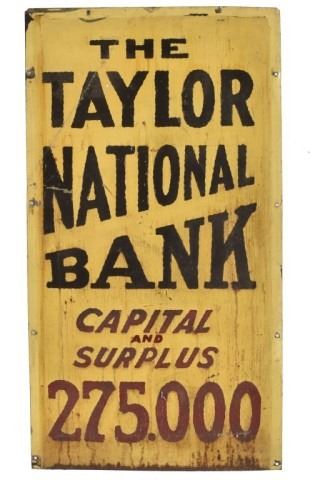 THE
TAYLOR
NATIONAL
BANK
CAPITAL
AND
SURPLUS
275.000